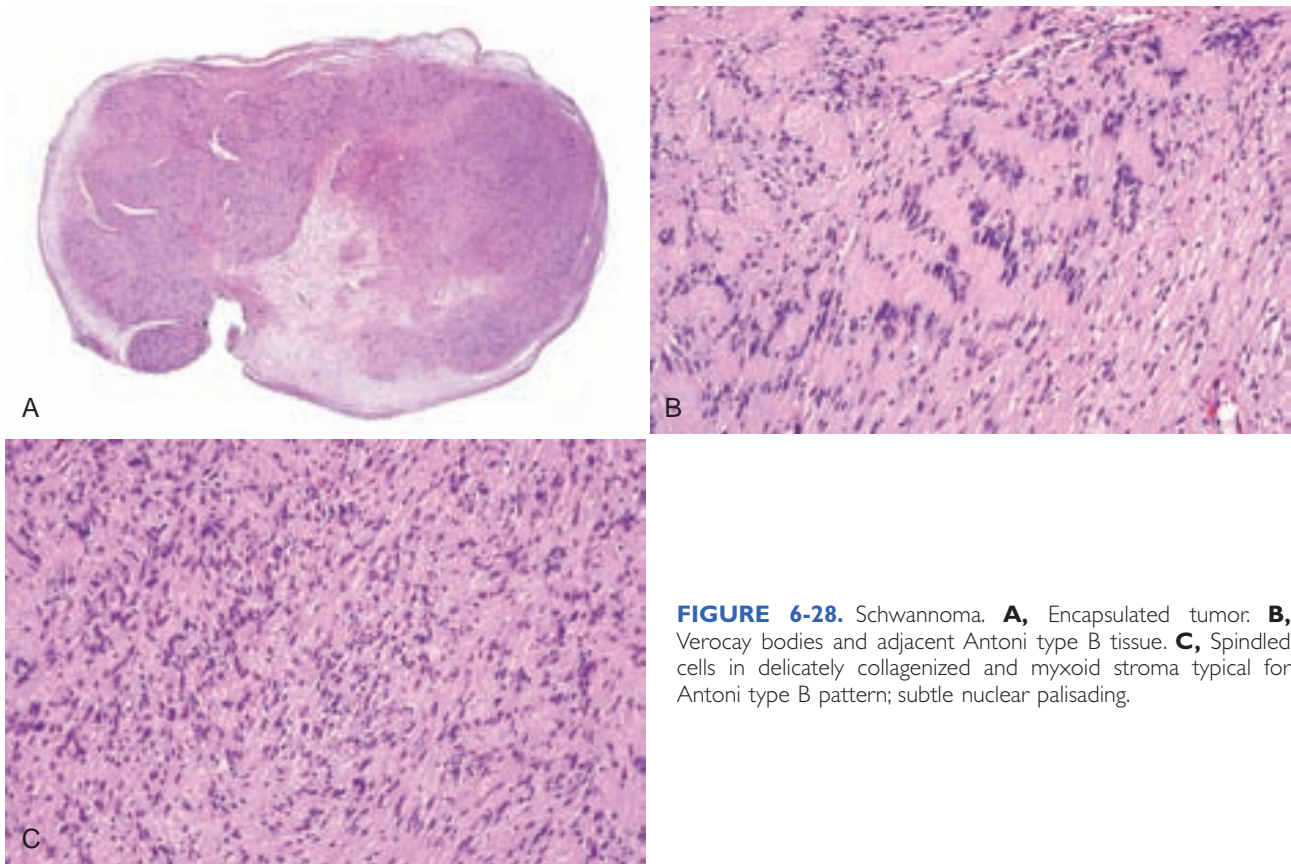 A
B
C
FIGURE 6-28. Schwannoma. A, Encapsulated tumor. B,
Verocay bodies and adjacent Antoni type B tissue. C, Spindled
cells in delicately collagenized and myxoid stroma typical for
Antoni type B pattern; subtle nuclear palisading.